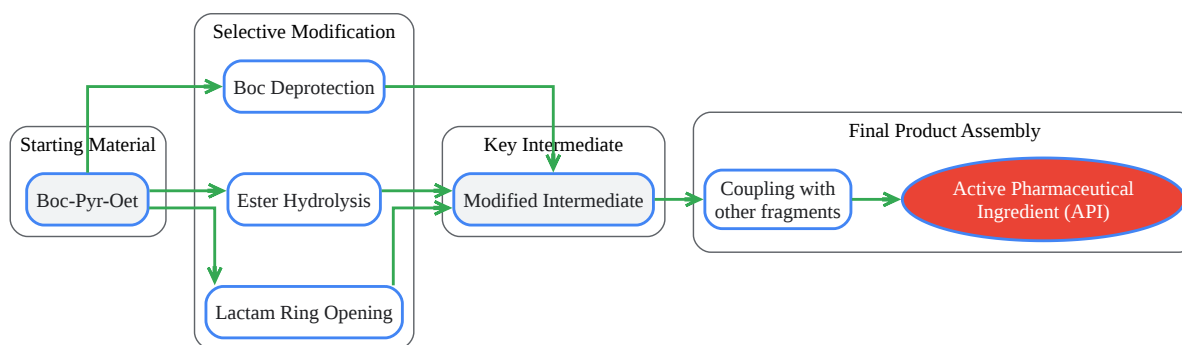 Selective Modification
Boc Deprotection
Starting Material
Boc-Pyr-Oet
Ester Hydrolysis
Lactam Ring Opening
Key Intermediate
Modified Intermediate
Final Product Assembly
Coupling with
other fragments
Active Pharmaceutical
Ingredient (API)